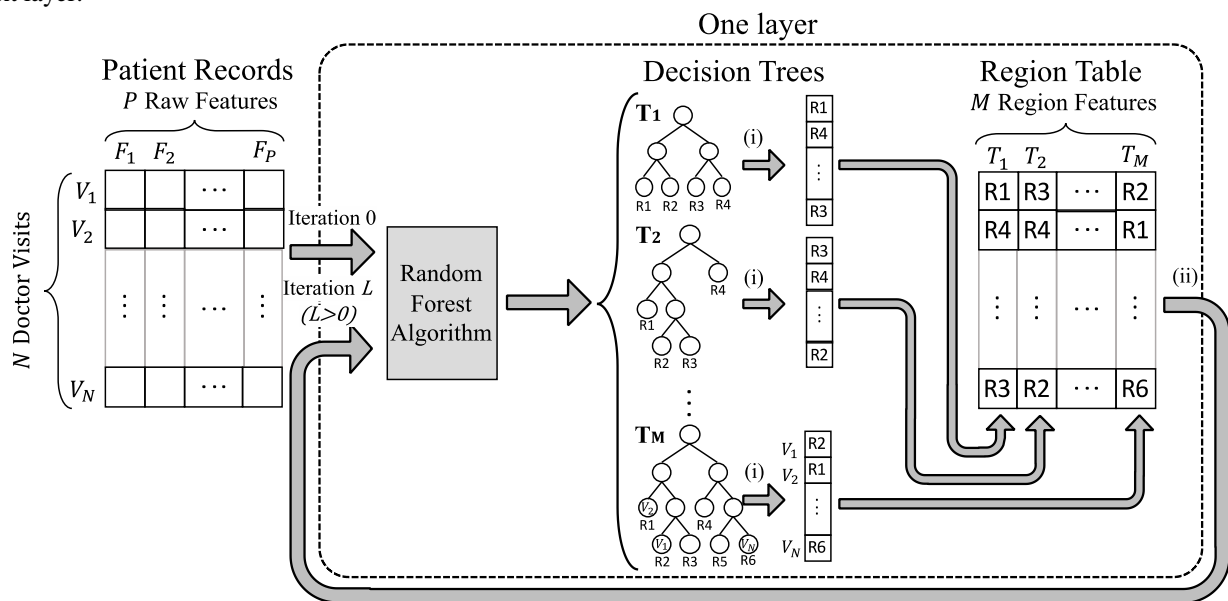 One layer
Patient Records
P Raw Features
F1 F2 FP
V1 ...
V2 ...
⋮ ⋮ ... ⋮
VN ...
N Doctor Visits
Iteration 0
Iteration L
(L>0)
Random
Forest
Algorithm
Decision Trees
T1
R1 R2 R3 R4
(i)
R1
R4
⋮
R3
T2
R4
R1
R2 R3
(i)
R3
R4
⋮
R2
⋮
TM
V2
R1 R4
V1 VN
R2 R3 R5 R6
(i)
V1 R2
V2 R1
⋮
VN R6
Region Table
M Region Features
T1 T2 TM
R1 R3 ... R2
R4 R4 ... R1
⋮ ⋮ ... ⋮
R3 R2 ... R6
(ii)